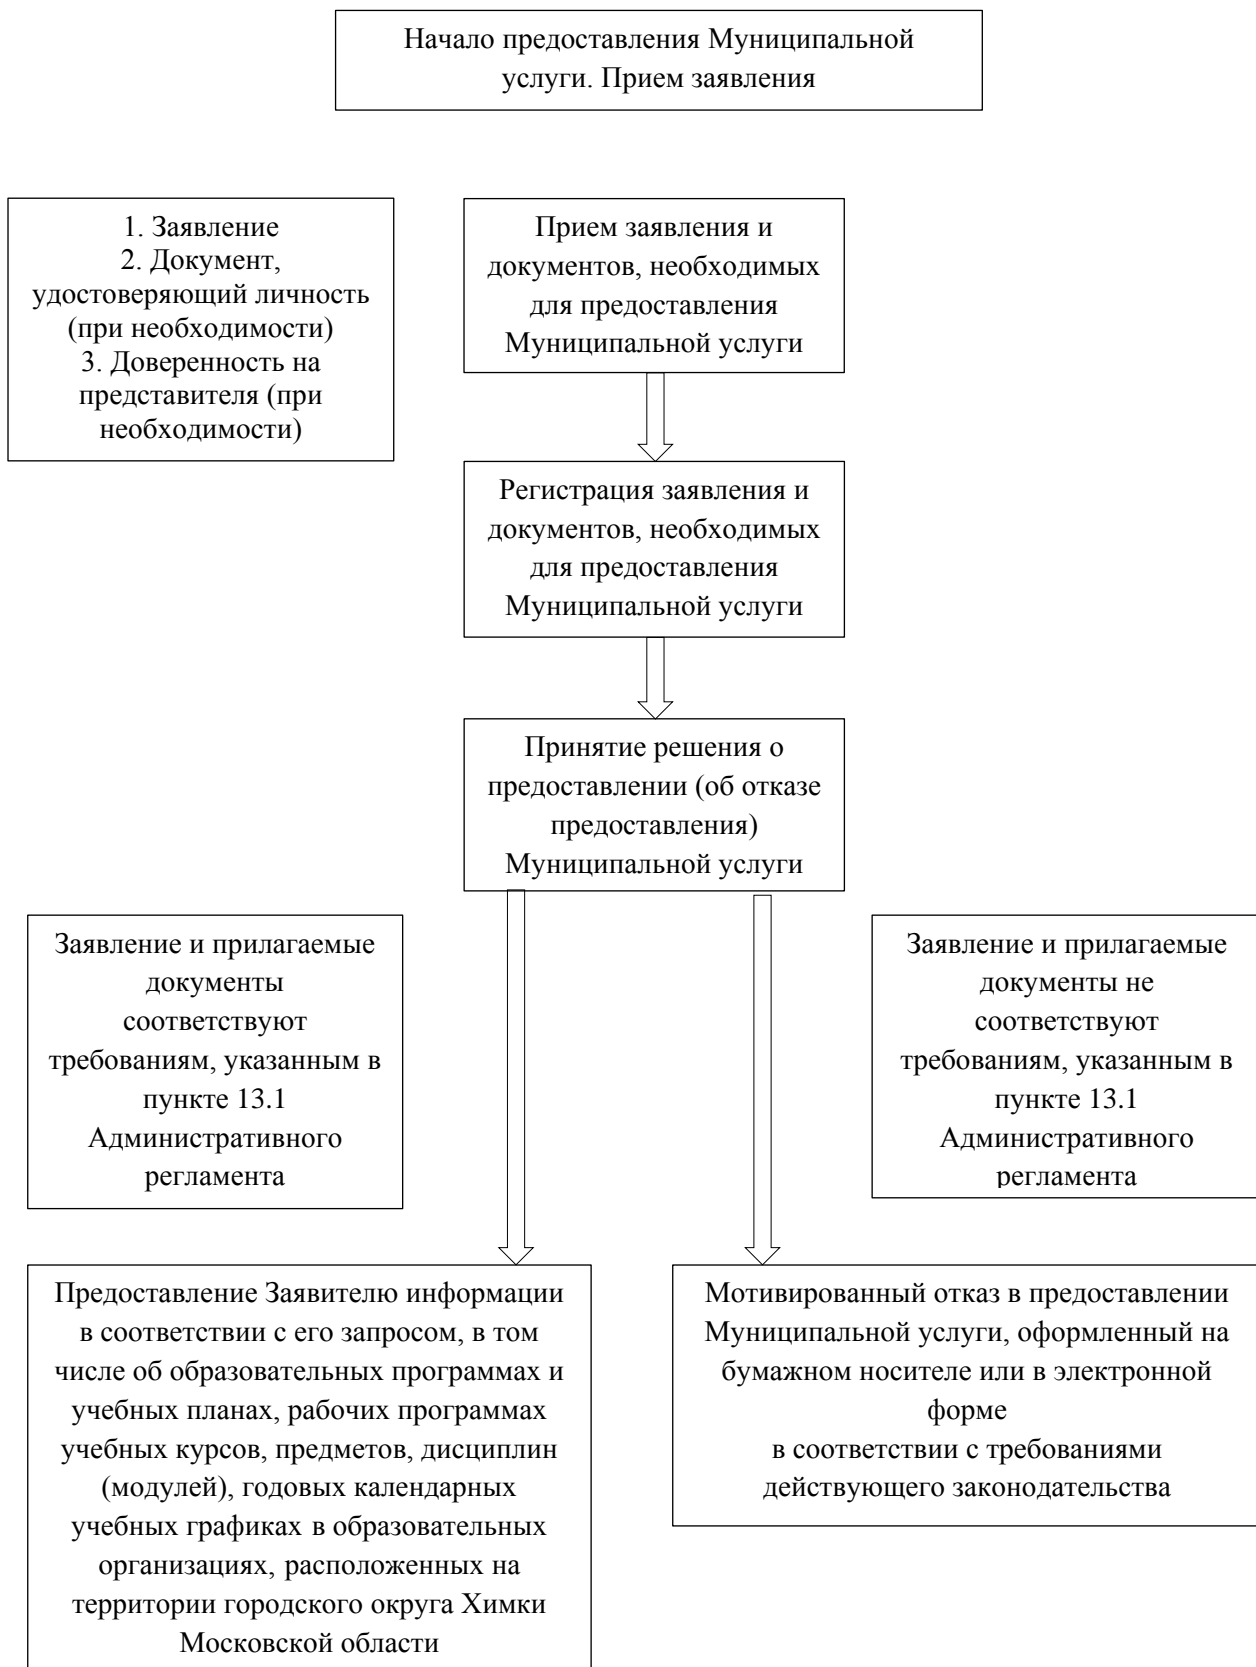 Начало предоставления Муниципальной
услуги. Прием заявления
1. Заявление
2. Документ,
удостоверяющий личность
(при необходимости)
3. Доверенность на
представителя (при
необходимости)
Прием заявления и
документов, необходимых
для предоставления
Муниципальной услуги
Регистрация заявления и
документов, необходимых
для предоставления
Муниципальной услуги
Принятие решения о
предоставлении (об отказе
предоставления)
Муниципальной услуги
Заявление и прилагаемые
документы
соответствуют
требованиям, указанным в
пункте 13.1
Административного
регламента
Заявление и прилагаемые
документы не
соответствуют
требованиям, указанным в
пункте 13.1
Административного
регламента
Предоставление Заявителю информации
в соответствии с его запросом, в том
числе об образовательных программах и
учебных планах, рабочих программах
учебных курсов, предметов, дисциплин
(модулей), годовых календарных
учебных графиках в образовательных
организациях, расположенных на
территории городского округа Химки
Московской области
Мотивированный отказ в предоставлении
Муниципальной услуги, оформленный на
бумажном носителе или в электронной
форме
в соответствии с требованиями
действующего законодательства